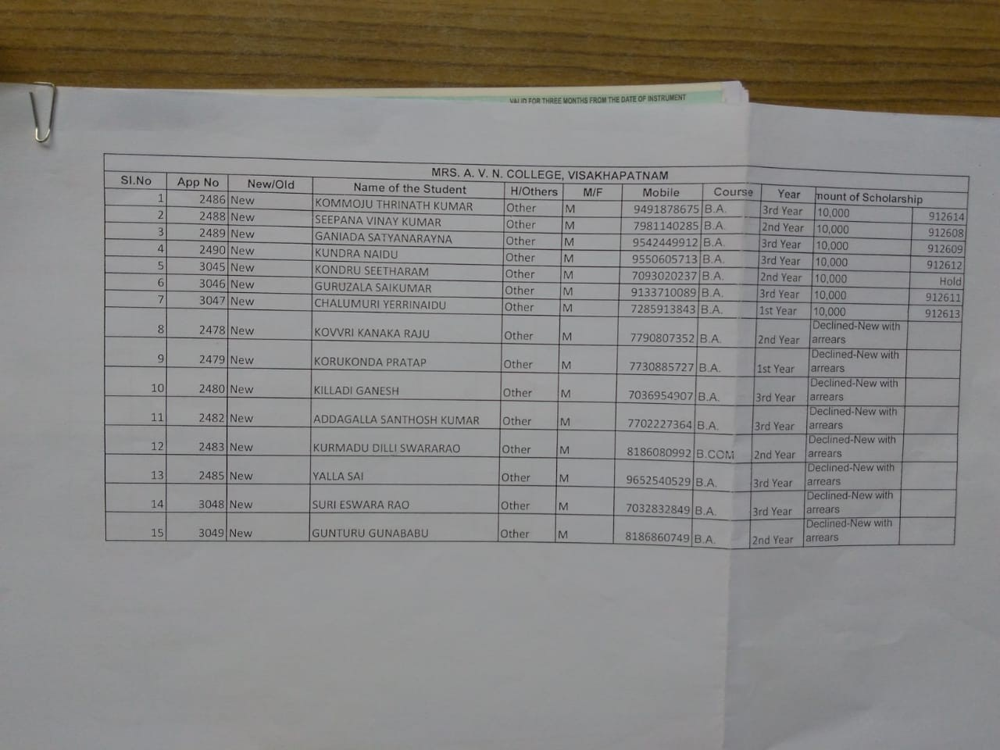 VALID FOR THREE MONTHS FROM THE DATE OF INSTRUMENT
MRS. A. V. N. COLLEGE, VISAKHAPATNAM
Sl.No App No New/Old Name of the Student H/Others M/F Mobile Course Year mount of Scholarship
1 2486 New KOMMOJU THRINATH KUMAR Other M 9491878675 B.A. 3rd Year 10,000 912614
2 2488 New SEEPANA VINAY KUMAR Other M 7981140285 B.A. 2nd Year 10,000 912608
3 2489 New GANIADA SATYANARAYNA Other M 9542449912 B.A. 3rd Year 10,000 912609
4 2490 New KUNDRA NAIDU Other M 9550605713 B.A. 3rd Year 10,000 912612
5 3045 New KONDRU SEETHARAM Other M 7093020237 B.A. 2nd Year 10,000 Hold
6 3046 New GURUZALA SAIKUMAR Other M 9133710089 B.A. 3rd Year 10,000 912611
7 3047 New CHALUMURI YERRINAIDU Other M 7285913843 B.A. 1st Year 10,000 912613
8 2478 New KOVVRI KANAKA RAJU Other M 7790807352 B.A. 2nd Year Declined-New with arrears
9 2479 New KORUKONDA PRATAP Other M 7730885727 B.A. 1st Year Declined-New with arrears
10 2480 New KILLADI GANESH Other M 7036954907 B.A. 3rd Year Declined-New with arrears
11 2482 New ADDAGALLA SANTHOSH KUMAR Other M 7702227364 B.A. 3rd Year Declined-New with arrears
12 2483 New KURMADU DILLI SWARARAO Other M 8186080992 B.COM 2nd Year Declined-New with arrears
13 2485 New YALLA SAI Other M 9652540529 B.A. 3rd Year Declined-New with arrears
14 3048 New SURI ESWARA RAO Other M 7032832849 B.A. 3rd Year Declined-New with arrears
15 3049 New GUNTURU GUNABABU Other M 8186860749 B.A. 2nd Year Declined-New with arrears